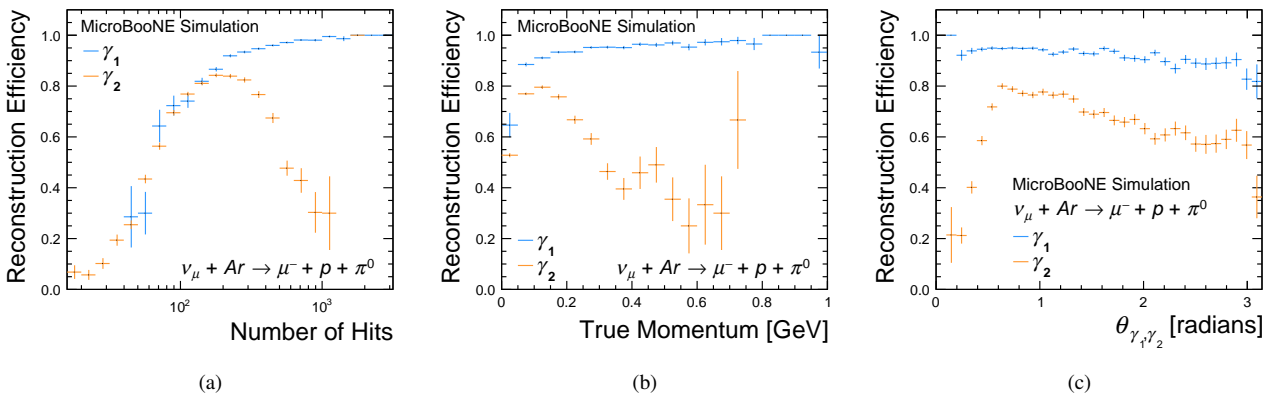 Reconstruction Efficiency
1.0
0.8
0.6
0.4
0.2
0.0
MicroBooNE Simulation
γ1
γ2
νμ + Ar → μ− + p + π0
10²
10³
Number of Hits
(a)
Reconstruction Efficiency
1.0
0.8
0.6
0.4
0.2
0.0
MicroBooNE Simulation
γ1
γ2
νμ + Ar → μ− + p + π0
0 0.2 0.4 0.6 0.8 1
True Momentum [GeV]
(b)
Reconstruction Efficiency
1.0
0.8
0.6
0.4
0.2
0.0
MicroBooNE Simulation
νμ + Ar → μ− + p + π0
γ1
γ2
0 1 2 3
θγ1,γ2 [radians]
(c)